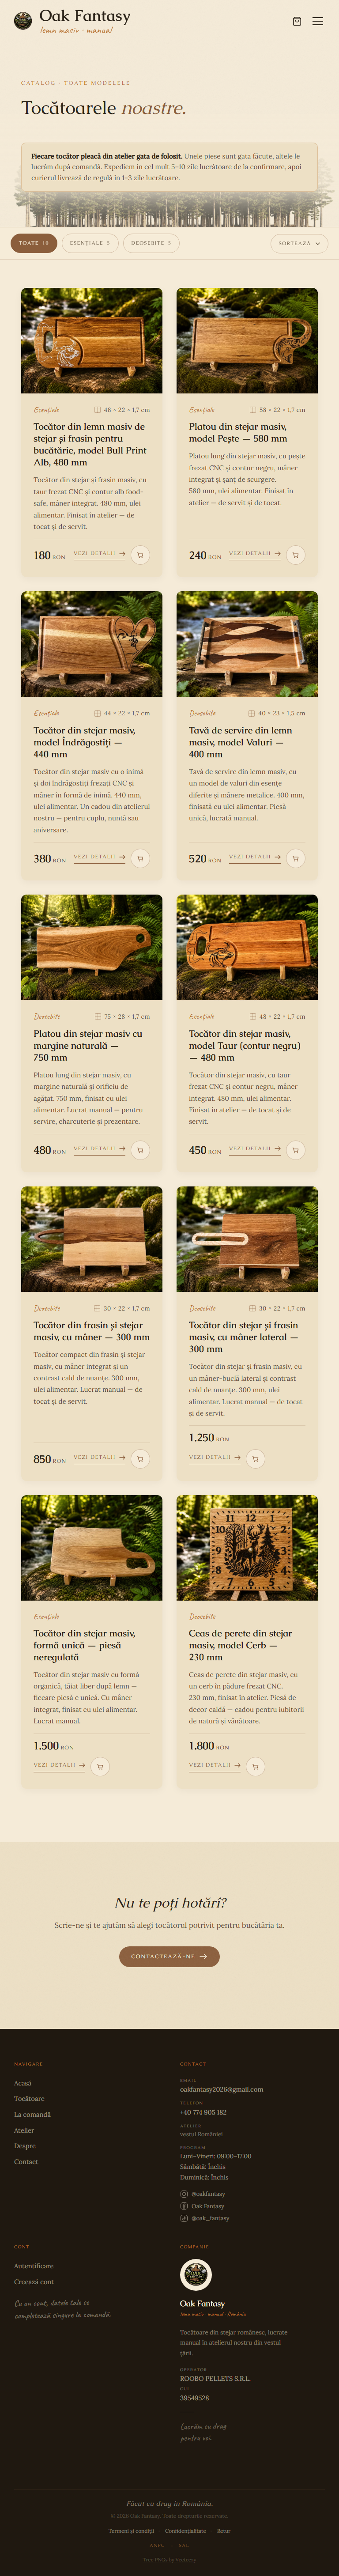 Oak Fantasy
lemn masiv · manual
CATALOG · TOATE MODELELE
Tocătoarele noastre.
Fiecare tocător pleacă din atelier gata de folosit. Unele piese sunt gata făcute, altele le
lucrăm după comandă. Expediem în cel mult 5–10 zile lucrătoare de la confirmare, apoi
curierul livrează de regulă în 1–3 zile lucrătoare.
TOATE 10
ESENȚIALE 5
DEOSEBITE 5
SORTEAZĂ
Esențiale
48 × 22 × 1,7 cm
Tocător din lemn masiv de
stejar și frasin pentru
bucătărie, model Bull Print
Alb, 480 mm
Tocător din stejar și frasin masiv, cu
taur frezat CNC și contur alb food-
safe, mâner integrat. 480 mm, ulei
alimentar. Finisat în atelier — de
tocat și de servit.
180 RON
VEZI DETALII →
Esențiale
58 × 22 × 1,7 cm
Platou din stejar masiv,
model Pește — 580 mm
Platou lung din stejar masiv, cu pește
frezat CNC și contur negru, mâner
integrat și șanț de scurgere.
580 mm, ulei alimentar. Finisat în
atelier — de servit și de tocat.
240 RON
VEZI DETALII →
Esențiale
44 × 22 × 1,7 cm
Tocător din stejar masiv,
model Îndrăgostiți —
440 mm
Tocător din stejar masiv cu o inimă
și doi îndrăgostiți frezați CNC și
mâner în formă de inimă. 440 mm,
ulei alimentar. Un cadou din atelierul
nostru — pentru cuplu, nuntă sau
aniversare.
380 RON
VEZI DETALII →
Deosebite
40 × 23 × 1,5 cm
Tavă de servire din lemn
masiv, model Valuri —
400 mm
Tavă de servire din lemn masiv, cu
un model de valuri din esențe
diferite și mânere metalice. 400 mm,
finisată cu ulei alimentar. Piesă
unică, lucrată manual.
520 RON
VEZI DETALII →
Deosebite
75 × 28 × 1,7 cm
Platou din stejar masiv cu
margine naturală —
750 mm
Platou lung din stejar masiv, cu
margine naturală și orificiu de
agățat. 750 mm, finisat cu ulei
alimentar. Lucrat manual — pentru
servire, charcuterie și prezentare.
480 RON
VEZI DETALII →
Esențiale
48 × 22 × 1,7 cm
Tocător din stejar masiv,
model Taur (contur negru)
— 480 mm
Tocător din stejar masiv, cu taur
frezat CNC și contur negru, mâner
integrat. 480 mm, ulei alimentar.
Finisat în atelier — de tocat și de
servit.
450 RON
VEZI DETALII →
Deosebite
30 × 22 × 1,7 cm
Tocător din frasin și stejar
masiv, cu mâner — 300 mm
Tocător compact din frasin și stejar
masiv, cu mâner integrat și un
contrast cald de nuanțe. 300 mm,
ulei alimentar. Lucrat manual — de
tocat și de servit.
850 RON
VEZI DETALII →
Deosebite
30 × 22 × 1,7 cm
Tocător din stejar și frasin
masiv, cu mâner lateral —
300 mm
Tocător din stejar și frasin masiv, cu
un mâner-buclă lateral și contrast
cald de nuanțe. 300 mm, ulei
alimentar. Lucrat manual — de tocat
și de servit.
1.250 RON
VEZI DETALII →
Esențiale
Tocător din stejar masiv,
formă unică — piesă
neregulată
Tocător din stejar masiv cu formă
organică, tăiat liber după lemn —
fiecare piesă e unică. Cu mâner
integrat, finisat cu ulei alimentar.
Lucrat manual.
1.500 RON
VEZI DETALII →
11 12 1
10 2
3
8 4
7 6 5
Deosebite
Ceas de perete din stejar
masiv, model Cerb —
230 mm
Ceas de perete din stejar masiv, cu
un cerb în pădure frezat CNC.
230 mm, finisat în atelier. Piesă de
decor caldă — cadou pentru iubitorii
de natură și vânătoare.
1.800 RON
VEZI DETALII →
Nu te poți hotărî?
Scrie-ne și te ajutăm să alegi tocătorul potrivit pentru bucătăria ta.
CONTACTEAZĂ-NE →
NAVIGARE
Acasă
Tocătoare
La comandă
Atelier
Despre
Contact
CONTACT
EMAIL
oakfantasy2026@gmail.com
TELEFON
+40 774 905 182
ATELIER
vestul României
PROGRAM
Luni–Vineri: 09:00–17:00
Sâmbătă: Închis
Duminică: Închis
@oakfantasy
Oak Fantasy
@oak_fantasy
CONT
Autentificare
Creează cont
Cu un cont, datele tale se
completează singure la comandă.
COMPANIE
Oak Fantasy
lemn masiv · manual · România
Tocătoare din stejar românesc, lucrate
manual în atelierul nostru din vestul
țării.
OPERATOR
ROOBO PELLETS S.R.L.
CUI
39549528
Lucrăm cu drag
pentru voi.
Făcut cu drag în România.
© 2026 Oak Fantasy. Toate drepturile rezervate.
Termeni și condiții · Confidențialitate · Retur
ANPC · SAL